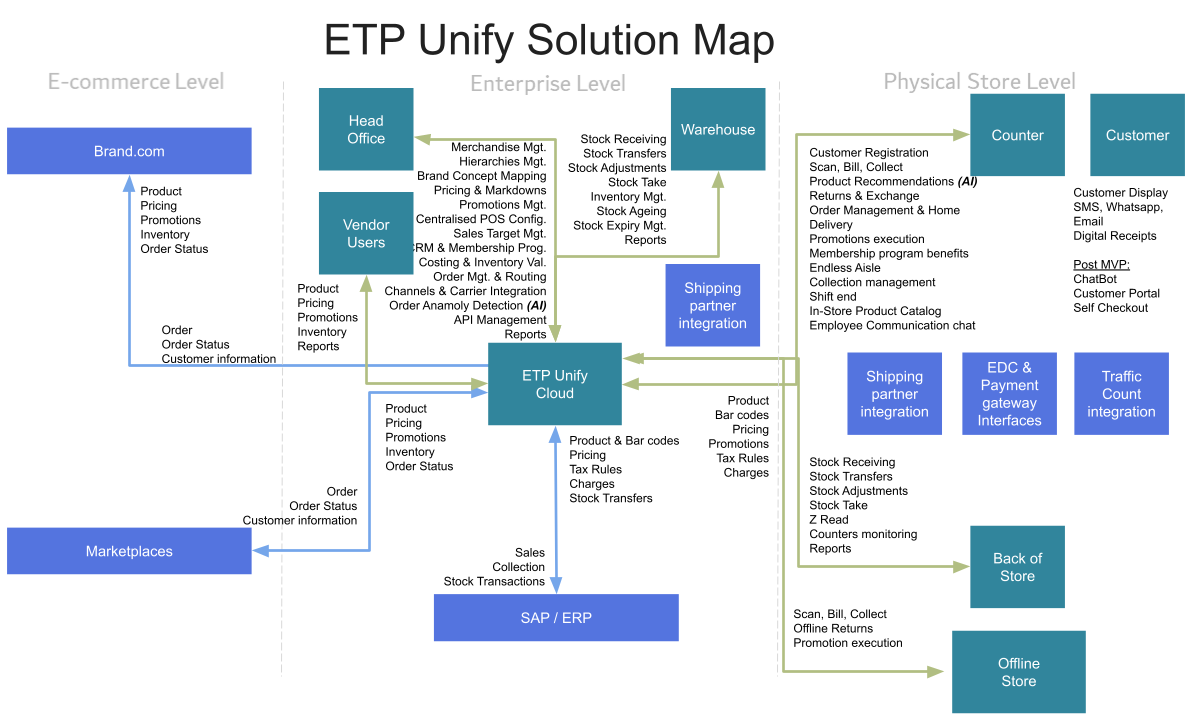 ETP Unify Solution Map
E-commerce Level
Enterprise Level
Physical Store Level
Brand.com
Product
Pricing
Promotions
Inventory
Order Status
Order
Order Status
Customer information
Order
Order Status
Customer information
Marketplaces
Head
Office
Vendor
Users
Product
Pricing
Promotions
Inventory
Reports
Merchandise Mgt.
Hierarchies Mgt.
Brand Concept Mapping
Pricing & Markdowns
Promotions Mgt.
Centralised POS Config.
Sales Target Mgt.
CRM & Membership Prog.
Costing & Inventory Val.
Order Mgt. & Routing
Channels & Carrier Integration
Order Anamoly Detection (AI)
API Management
Reports
Warehouse
Stock Receiving
Stock Transfers
Stock Adjustments
Stock Take
Inventory Mgt.
Stock Ageing
Stock Expiry Mgt.
Reports
Shipping
partner
integration
ETP Unify
Cloud
Product
Pricing
Promotions
Inventory
Order Status
Product & Bar codes
Pricing
Tax Rules
Charges
Stock Transfers
Sales
Collection
Stock Transactions
SAP / ERP
Product
Bar codes
Pricing
Promotions
Tax Rules
Charges
Counter
Customer
Customer Registration
Scan, Bill, Collect
Product Recommendations (AI)
Returns & Exchange
Order Management & Home
Delivery
Promotions execution
Membership program benefits
Endless Aisle
Collection management
Shift end
In-Store Product Catalog
Employee Communication chat
Customer Display
SMS, Whatsapp,
Email
Digital Receipts
Post MVP:
ChatBot
Customer Portal
Self Checkout
Shipping
partner
integration
EDC &
Payment
gateway
Interfaces
Traffic
Count
integration
Stock Receiving
Stock Transfers
Stock Adjustments
Stock Take
Z Read
Counters monitoring
Reports
Back of
Store
Scan, Bill, Collect
Offline Returns
Promotion execution
Offline
Store